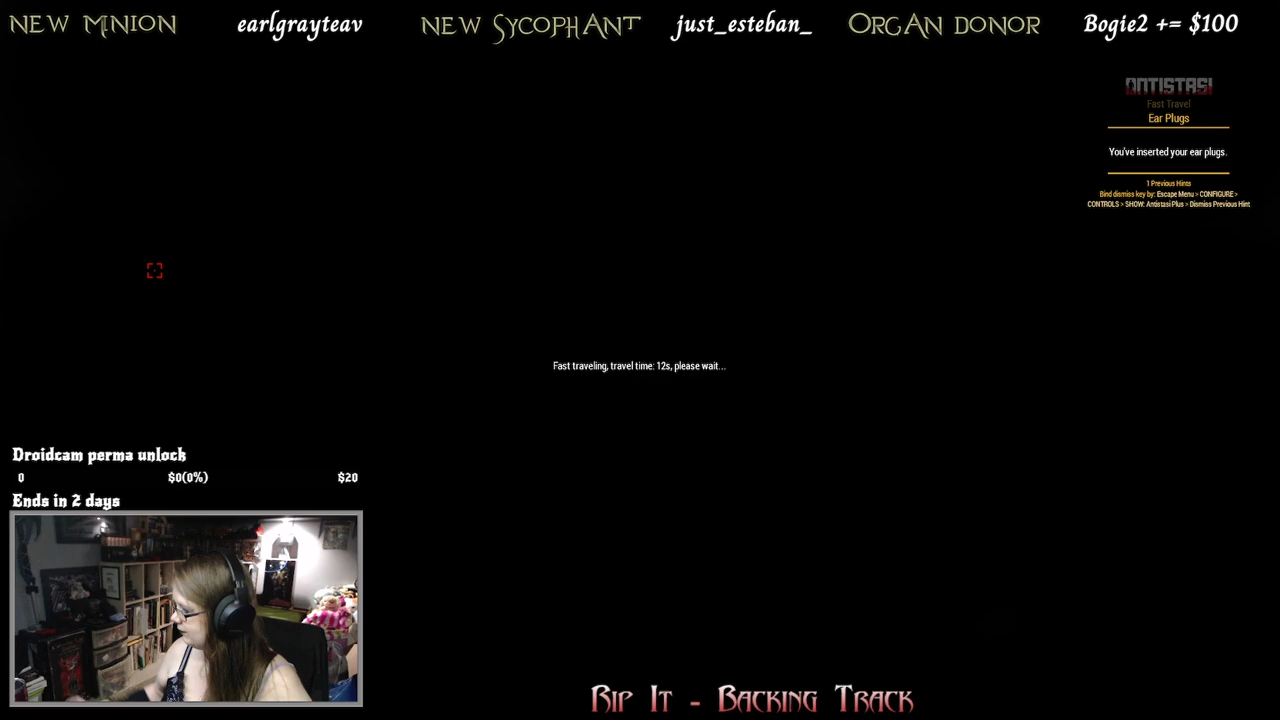 NEW MINION
earlgrayteav
NEW SYCOPHANT
just_esteban_
ORGAN DONOR
Bogie2 += $100
ANTISTASI
Fast Travel
Ear Plugs
You've inserted your ear plugs.
1 Previous Hints
Bind dismiss key by: Escape Menu > CONFIGURE >
CONTROLS > SHOW: Antistasi Plus > Dismiss Previous Hint
Fast traveling, travel time: 12s, please wait...
Droidcam perma unlock
0 $0(0%) $20
Ends in 2 days
Rip It - Backing Track